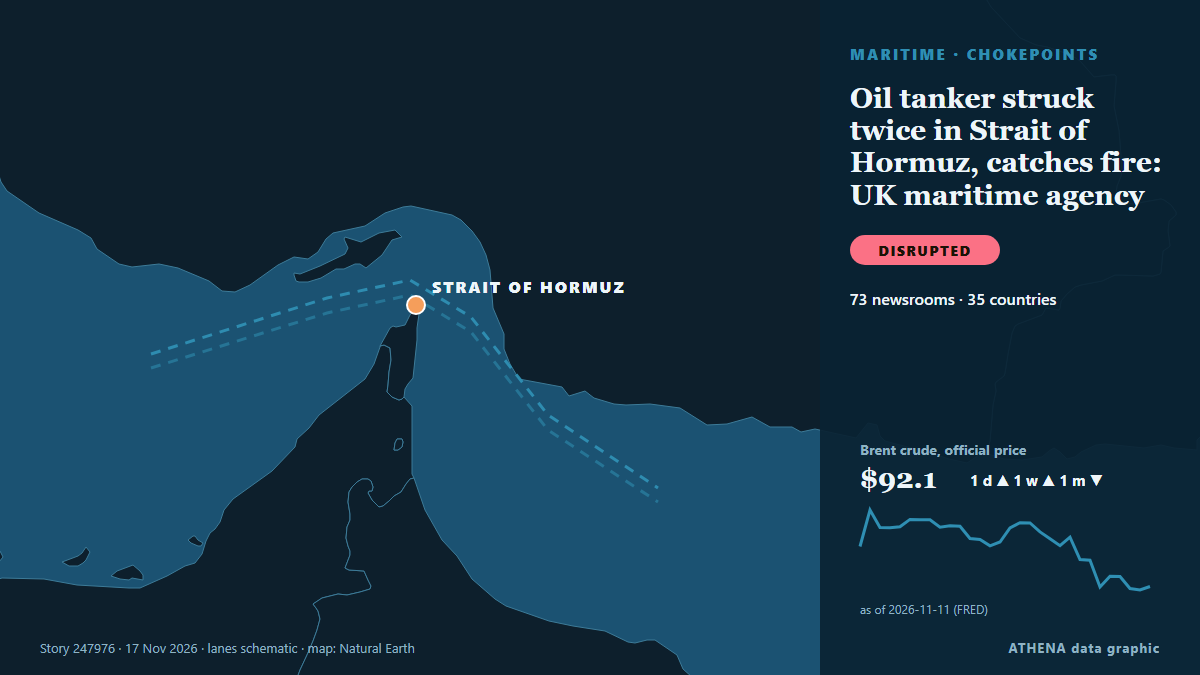 MARITIME · CHOKEPOINTS
Oil tanker struck
twice in Strait of
Hormuz, catches fire:
UK maritime agency
DISRUPTED
73 newsrooms · 35 countries
STRAIT OF HORMUZ
Brent crude, official price
$92.1 1 d ▲ 1 w ▲ 1 m ▼
as of 2026-11-11 (FRED)
Story 247976 · 17 Nov 2026 · lanes schematic · map: Natural Earth
ATHENA data graphic